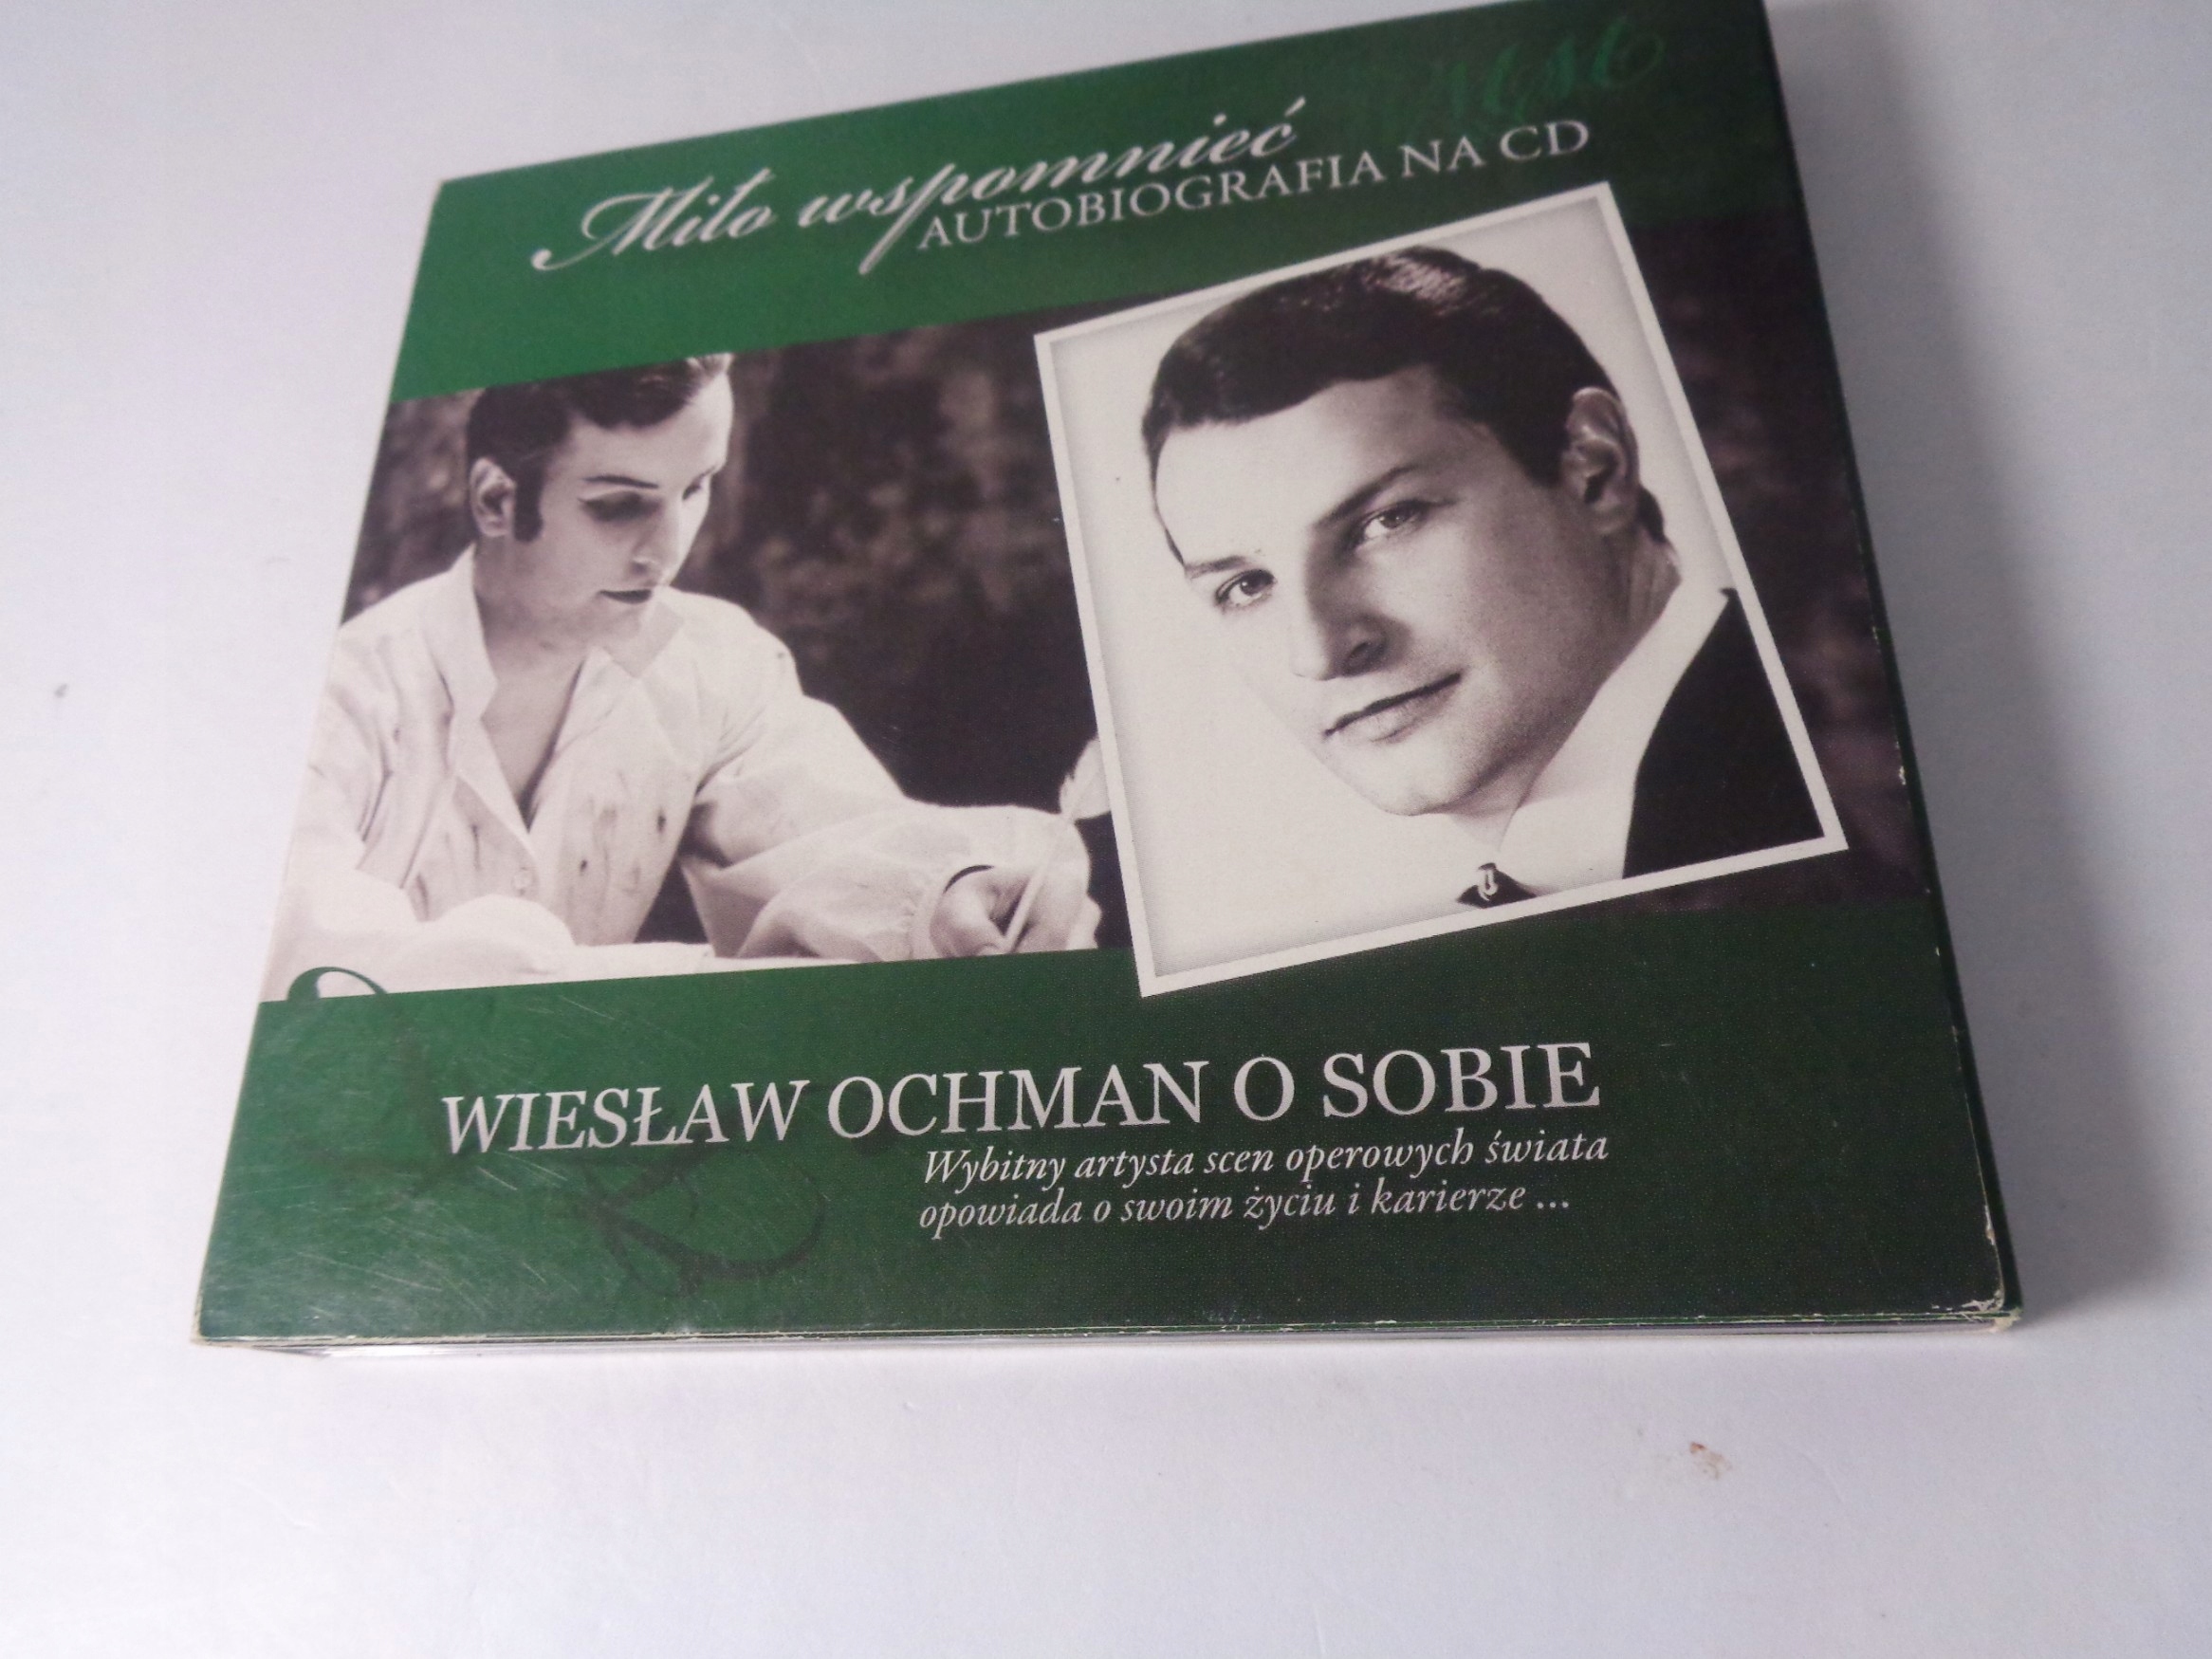 Miło wspomnieć
AUTOBIOGRAFIA NA CD
WIESŁAW OCHMAN O SOBIE
Wybitny artysta scen operowych świata
opowiada o swoim życiu i karierze ...